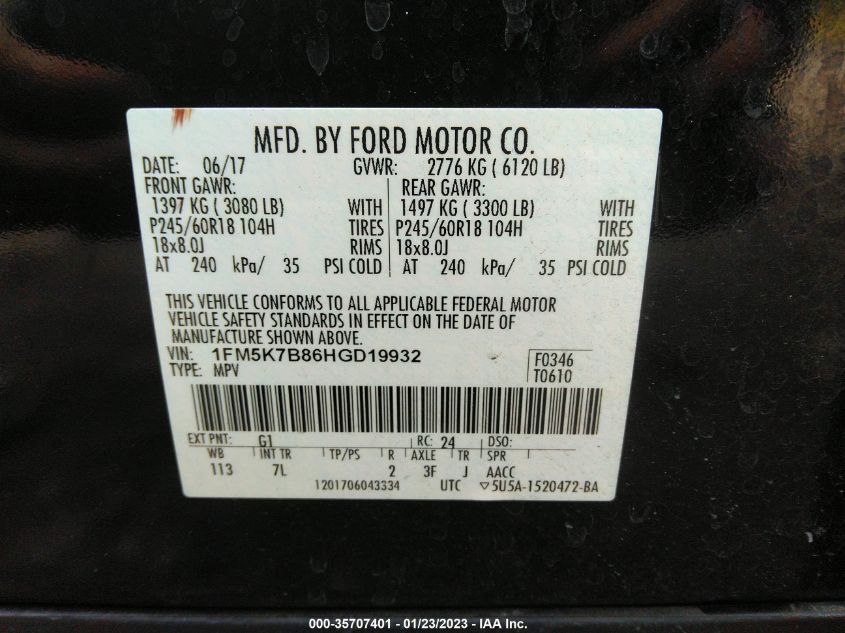 MFD. BY FORD MOTOR CO.
DATE: 06/17 GVWR: 2776 KG ( 6120 LB)
FRONT GAWR: REAR GAWR:
1397 KG ( 3080 LB) WITH 1497 KG ( 3300 LB) WITH
P245/60R18 104H TIRES P245/60R18 104H TIRES
18x8.0J RIMS 18x8.0J RIMS
AT 240 kPa/ 35 PSI COLD AT 240 kPa/ 35 PSI COLD
THIS VEHICLE CONFORMS TO ALL APPLICABLE FEDERAL MOTOR
VEHICLE SAFETY STANDARDS IN EFFECT ON THE DATE OF
MANUFACTURE SHOWN ABOVE.
VIN: 1FM5K7B86HGD19932 F0346
TYPE: MPV T0610
EXT PNT: G1 RC: 24 DSO:
WB INT TR TP/PS R AXLE TR SPR
113 7L 2 3F J AACC
1201706043334 UTC ▽5U5A-1520472-BA
000-35707401 / 01/23/2023 - © IAA Inc.